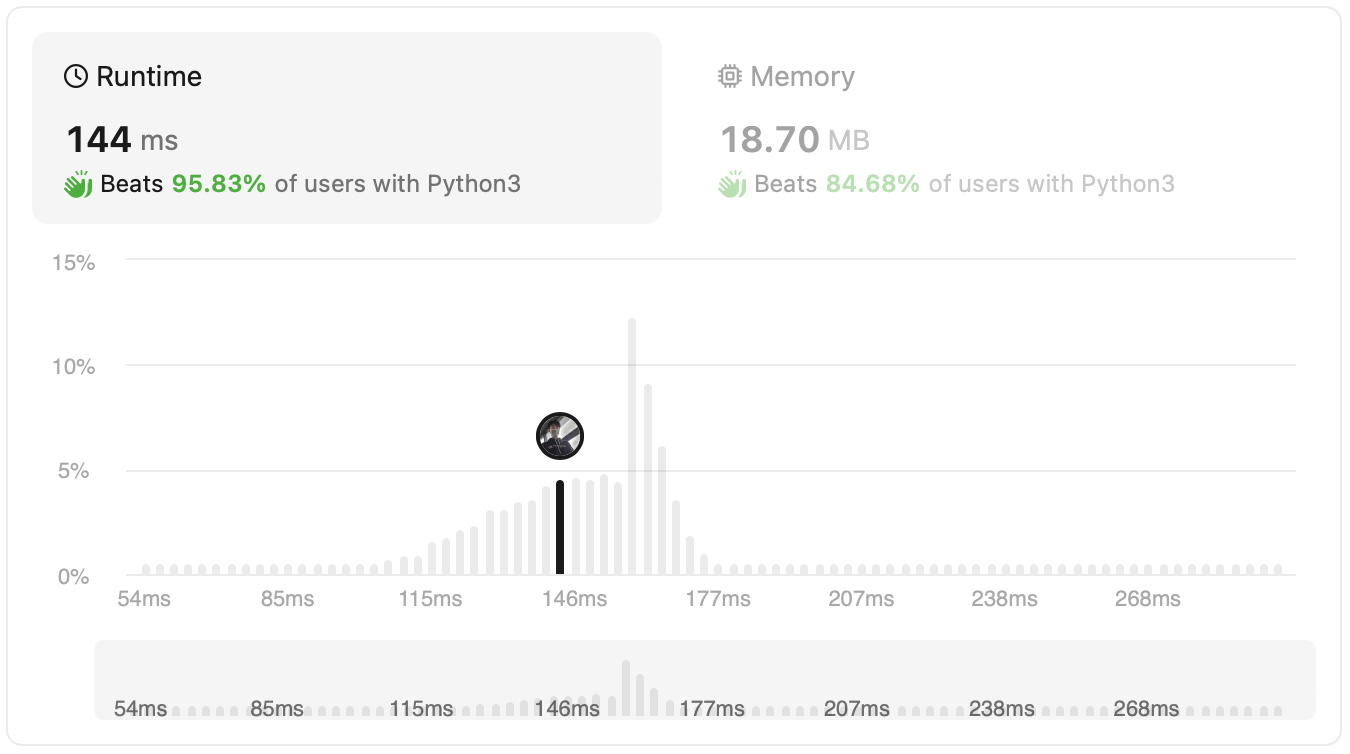 Runtime
144 ms
Beats 95.83% of users with Python3
Memory
18.70 MB
Beats 84.68% of users with Python3
15%
10%
5%
0%
54ms 85ms 115ms 146ms 177ms 207ms 238ms 268ms
54ms 85ms 115ms 146ms 177ms 207ms 238ms 268ms